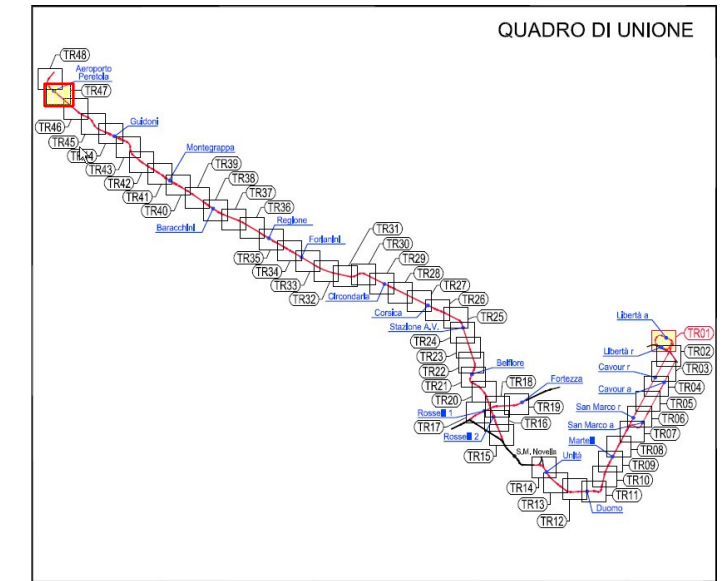 QUADRO DI UNIONE
TR48
Aeroporto
Peretola
TR47
TR46
Guidoni
TR45
TR44
TR43
Montegrappa
TR42
TR41
TR40
TR39
TR38
TR37
TR36
Baracchini
Regione
TR35
TR34
TR33
TR32
Forlanini
TR31
TR30
TR29
TR28
Circondaria
TR27
TR26
Corsica
TR25
Stazione A.V.
TR24
TR23
TR22
TR21
TR20
Belfiore
TR18
Fortezza
TR19
Rosselli 1
TR17
TR16
Rosselli 2
TR15
S.M. Novella
Unità
TR14
TR13
TR12
Duomo
TR11
TR10
TR09
TR08
Martelli
TR07
San Marco a
TR06
San Marco r
TR05
Cavour a
TR04
Cavour r
TR03
TR02
Libertà r
TR01
Libertà a